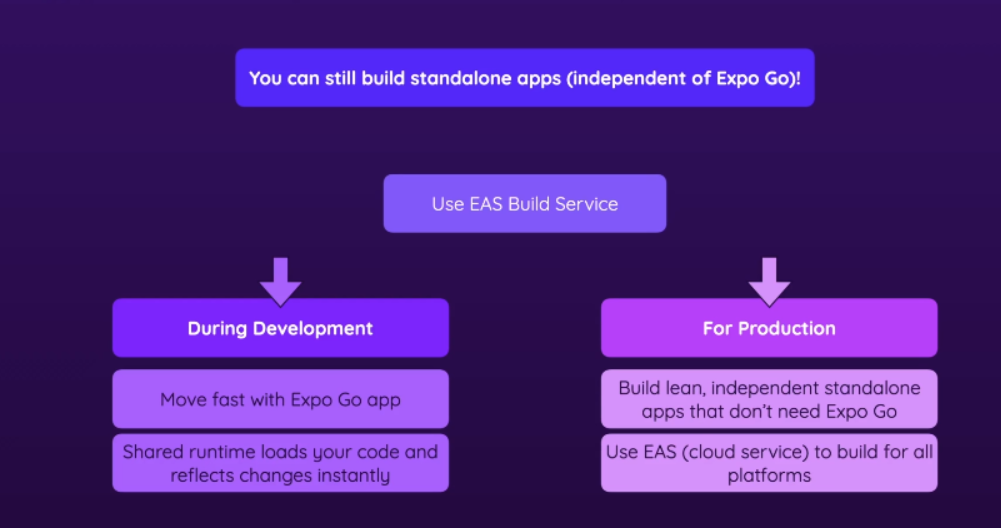 You can still build standalone apps (independent of Expo Go)!
Use EAS Build Service
During Development
Move fast with Expo Go app
Shared runtime loads your code and
reflects changes instantly
For Production
Build lean, independent standalone
apps that don't need Expo Go
Use EAS (cloud service) to build for all
platforms